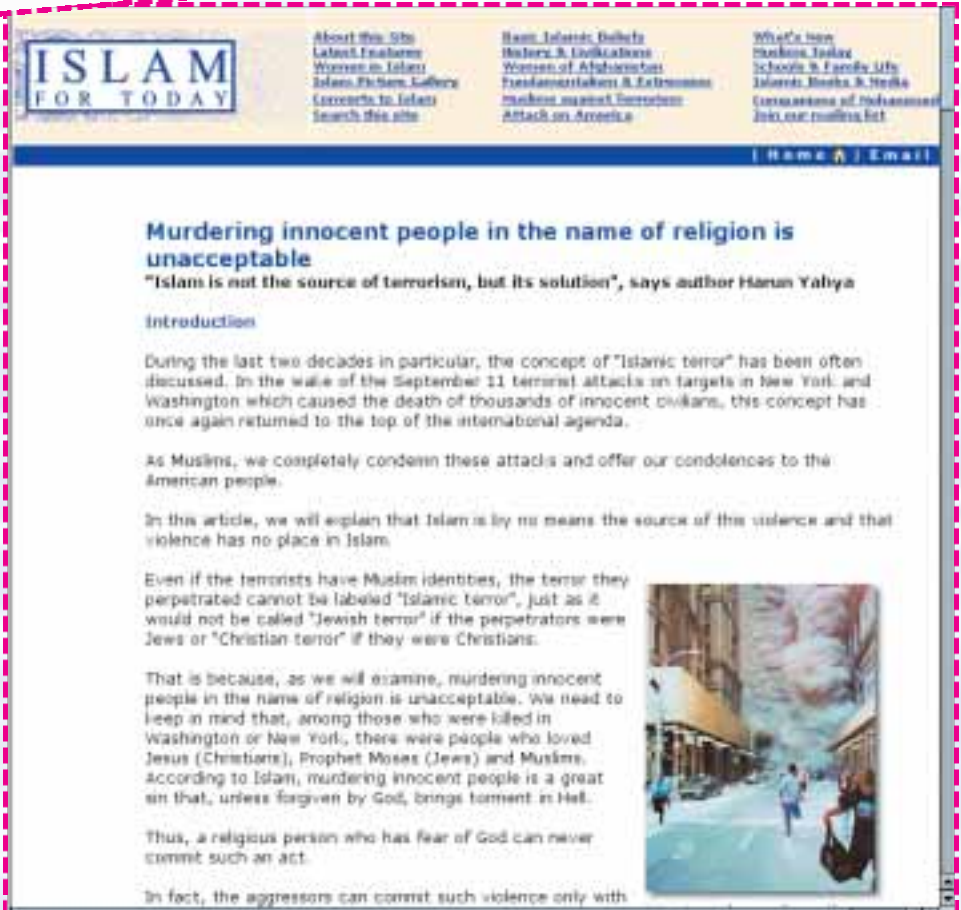 ISLAM
FOR TODAY
About this Site
Latest Features
Women in Islam
Islam Picture Gallery
Converts to Islam
Search this site
Basic Islamic Beliefs
History & Civilizations
Women of Afghanistan
Fundamentalism & Extremism
Muslims against Terrorism
Attack on America
What's New
Muslims Today
Schools & Family Life
Islamic Books & Media
Companions of Muhammad
Join our mailing list
| Home | Email
Murdering innocent people in the name of religion is
unacceptable
"Islam is not the source of terrorism, but its solution", says author Harun Yahya
Introduction
During the last two decades in particular, the concept of "Islamic terror" has been often
discussed. In the wake of the September 11 terrorist attacks on targets in New York and
Washington which caused the death of thousands of innocent civilians, this concept has
once again returned to the top of the international agenda.
As Muslims, we completely condemn these attacks and offer our condolences to the
American people.
In this article, we will explain that Islam is by no means the source of this violence and that
violence has no place in Islam.
Even if the terrorists have Muslim identities, the terror they
perpetrated cannot be labeled "Islamic terror", just as it
would not be called "Jewish terror" if the perpetrators were
Jews or "Christian terror" if they were Christians.
That is because, as we will examine, murdering innocent
people in the name of religion is unacceptable. We need to
keep in mind that, among those who were killed in
Washington or New York, there were people who loved
Jesus (Christians), Prophet Moses (Jews) and Muslims.
According to Islam, murdering innocent people is a great
sin that, unless forgiven by God, brings torment in Hell.
Thus, a religious person who has fear of God can never
commit such an act.
In fact, the aggressors can commit such violence only with